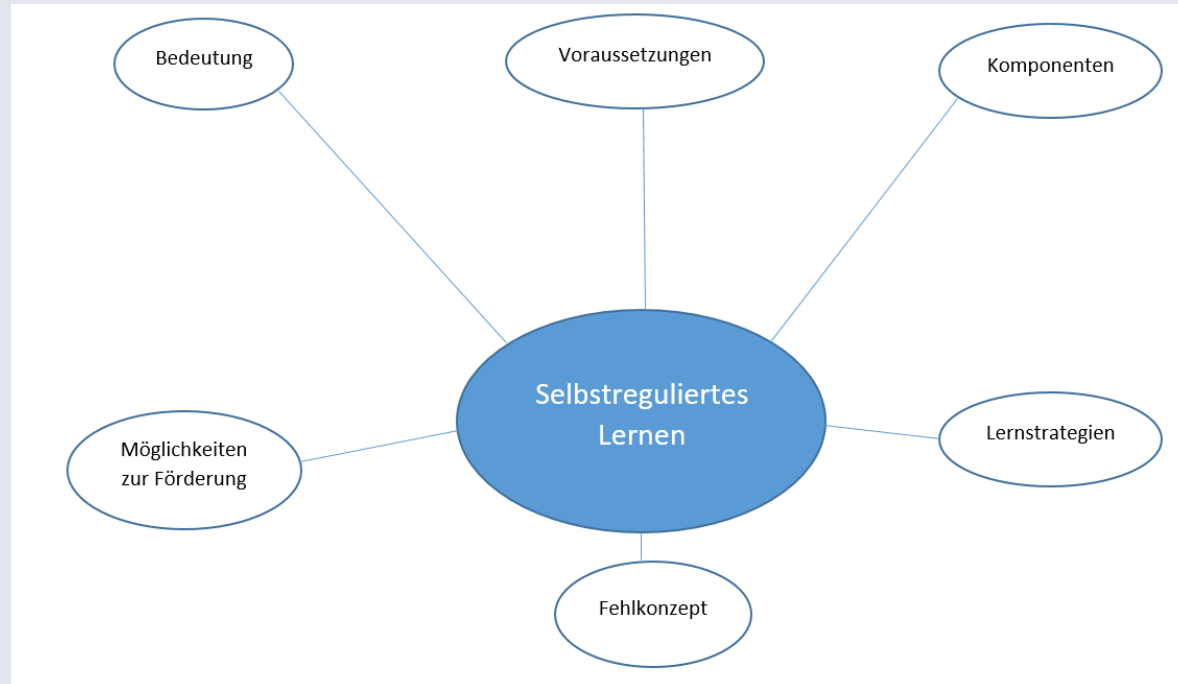 Bedeutung
Voraussetzungen
Komponenten
Selbstreguliertes
Lernen
Möglichkeiten
zur Förderung
Lernstrategien
Fehlkonzept